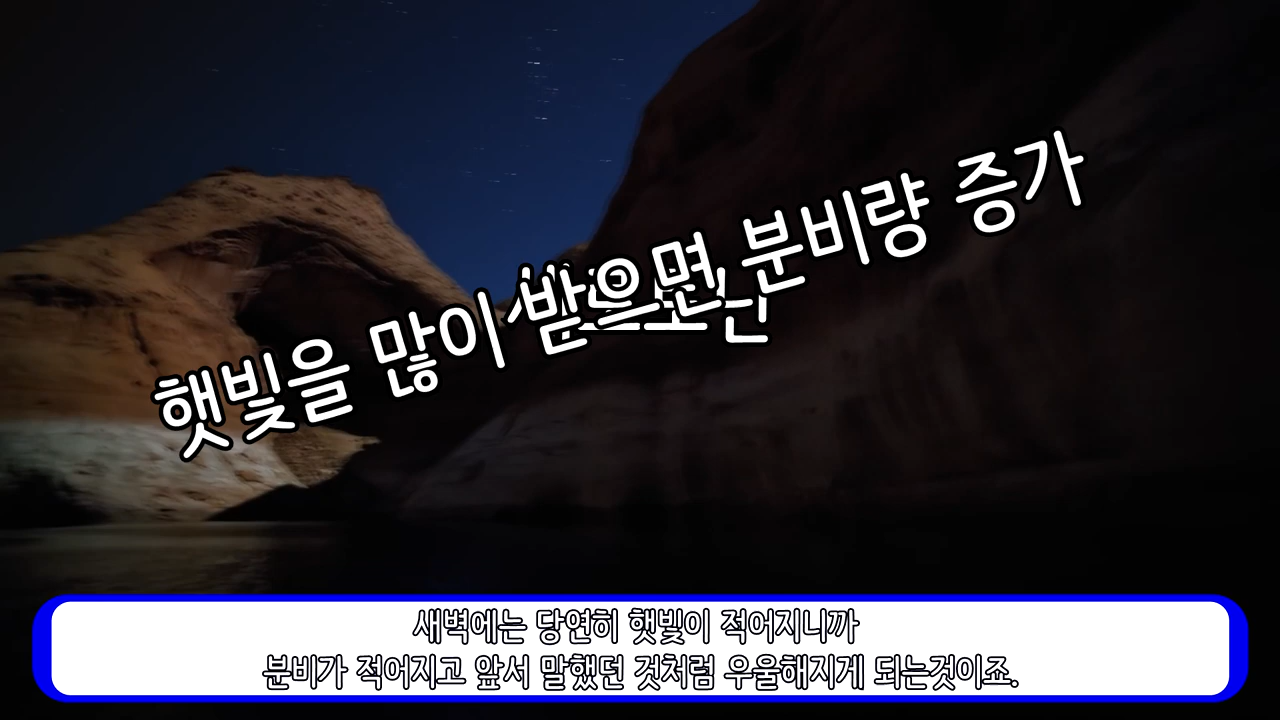 햇빛을 많이 받으면 분비량 증가
새벽에는 당연히 햇빛이 적어지니까
분비가 적어지고 앞서 말했던 것처럼 우울해지게 되는것이죠.